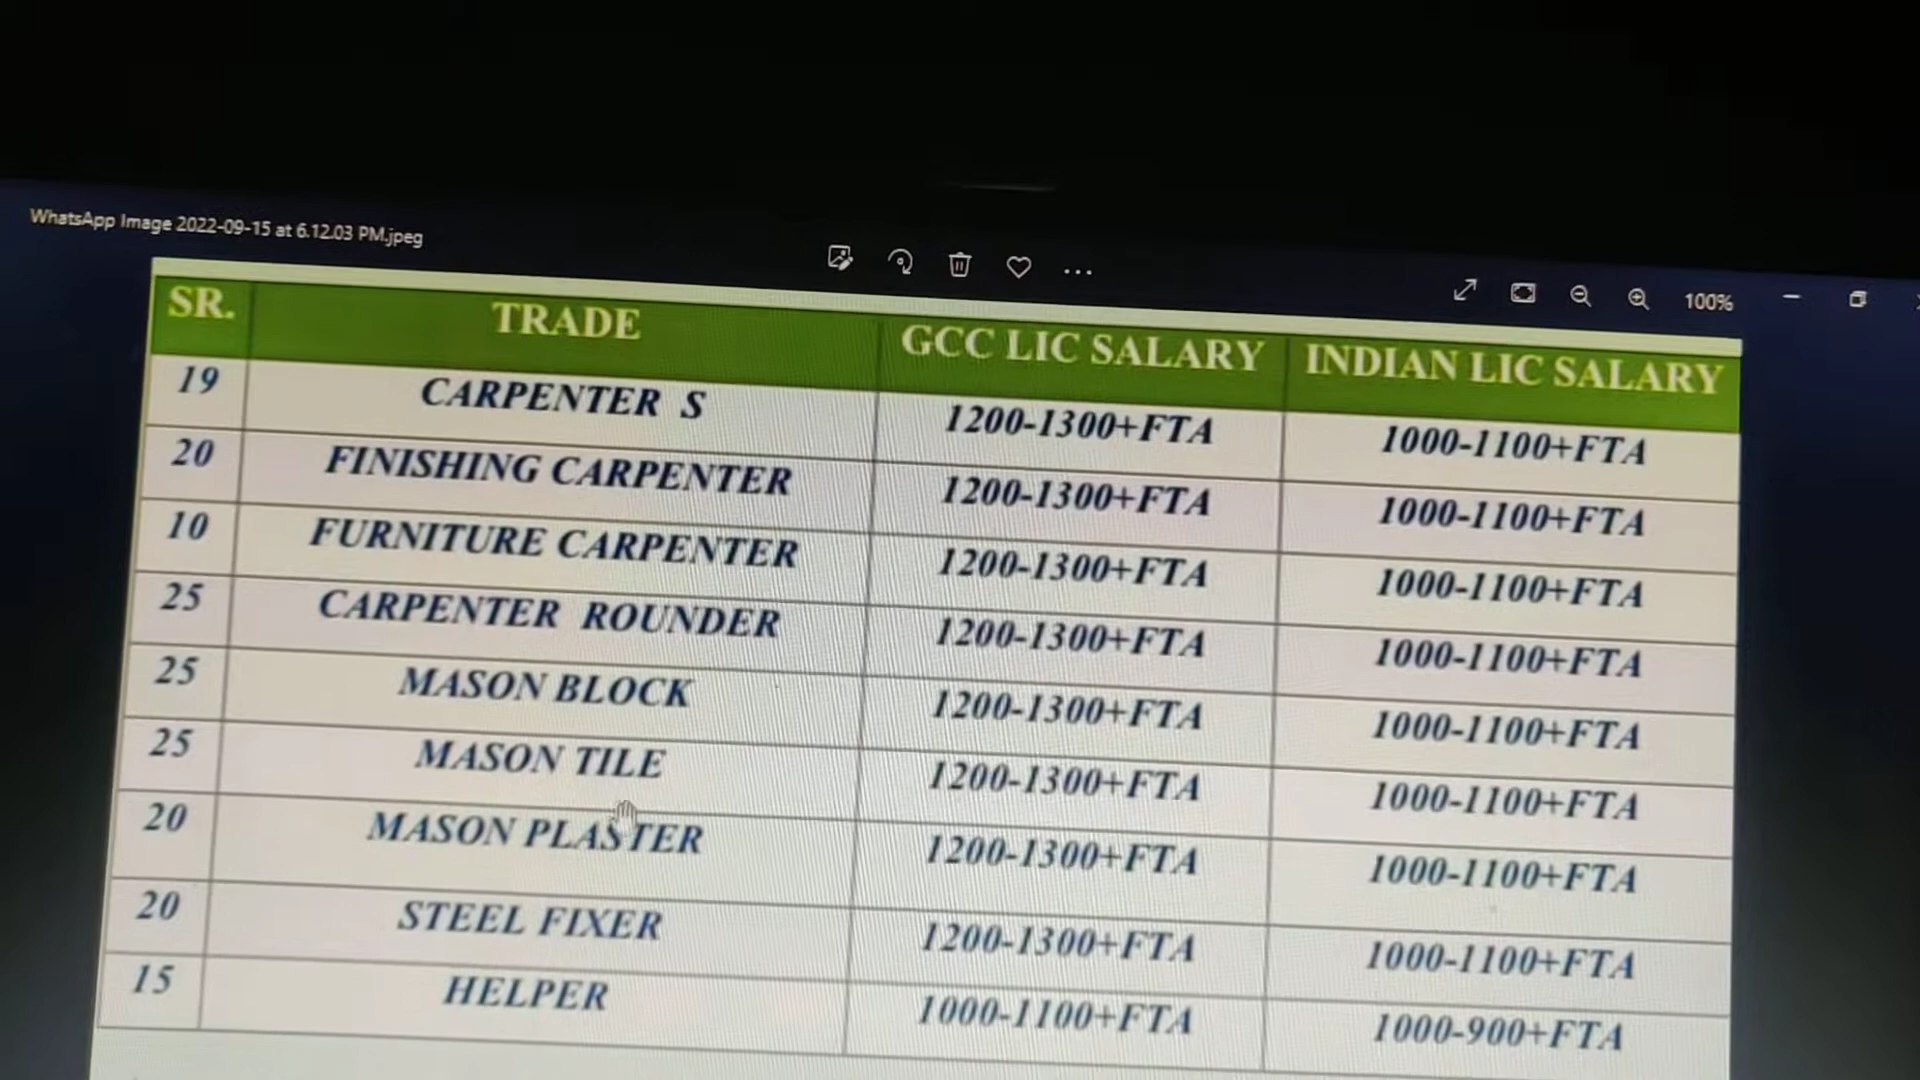 WhatsApp Image 2022-09-15 at 6.12.03 PM.jpeg
100%
SR. TRADE GCC LIC SALARY INDIAN LIC SALARY
19 CARPENTER S 1200-1300+FTA 1000-1100+FTA
20 FINISHING CARPENTER 1200-1300+FTA 1000-1100+FTA
10 FURNITURE CARPENTER 1200-1300+FTA 1000-1100+FTA
25 CARPENTER ROUNDER 1200-1300+FTA 1000-1100+FTA
25 MASON BLOCK 1200-1300+FTA 1000-1100+FTA
25 MASON TILE 1200-1300+FTA 1000-1100+FTA
20 MASON PLASTER 1200-1300+FTA 1000-1100+FTA
20 STEEL FIXER 1200-1300+FTA 1000-1100+FTA
15 HELPER 1000-1100+FTA 1000-900+FTA